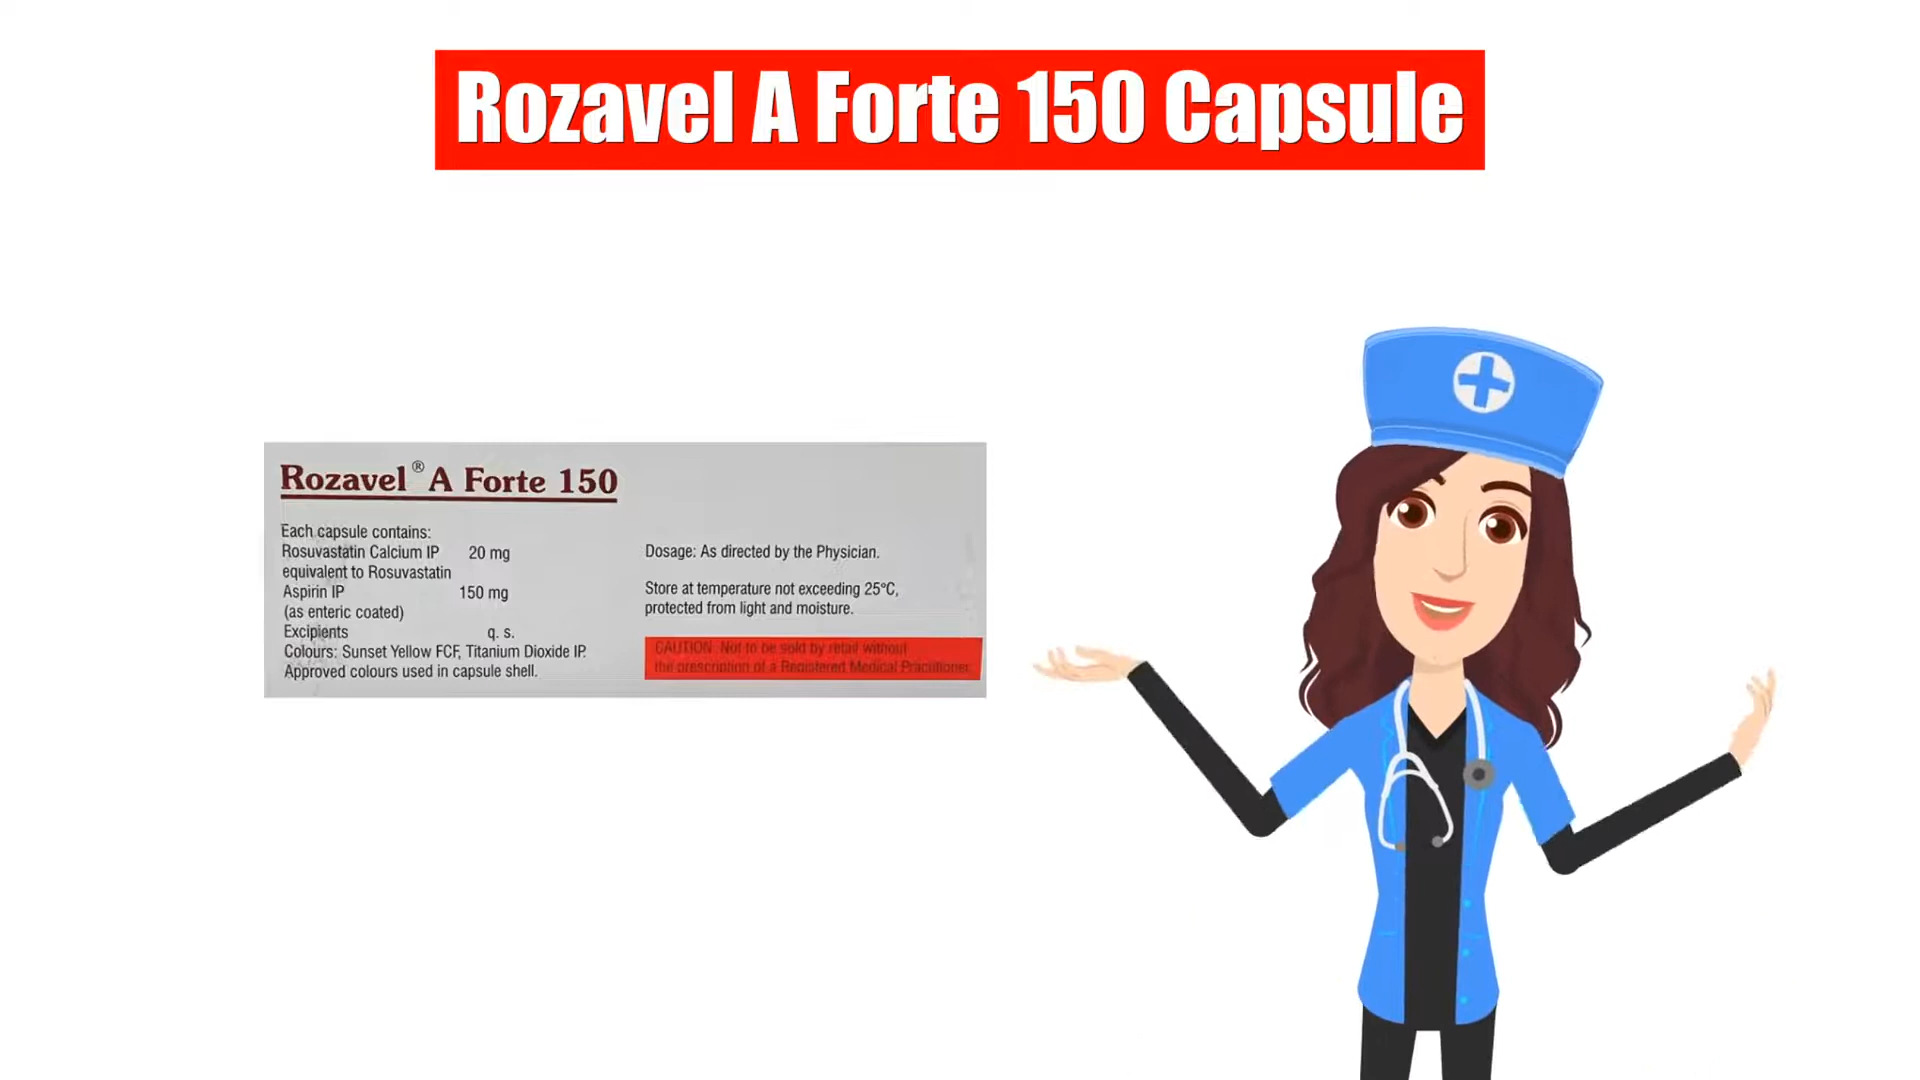 Rozavel A Forte 150 Capsule
Rozavel® A Forte 150
Each capsule contains:
Rosuvastatin Calcium IP 20 mg
equivalent to Rosuvastatin
Aspirin IP 150 mg
(as enteric coated)
Excipients q. s.
Colours: Sunset Yellow FCF, Titanium Dioxide IP.
Approved colours used in capsule shell.
Dosage: As directed by the Physician.
Store at temperature not exceeding 25°C,
protected from light and moisture.
CAUTION: Not to be sold by retail without
the prescription of a Registered Medical Practitioner.